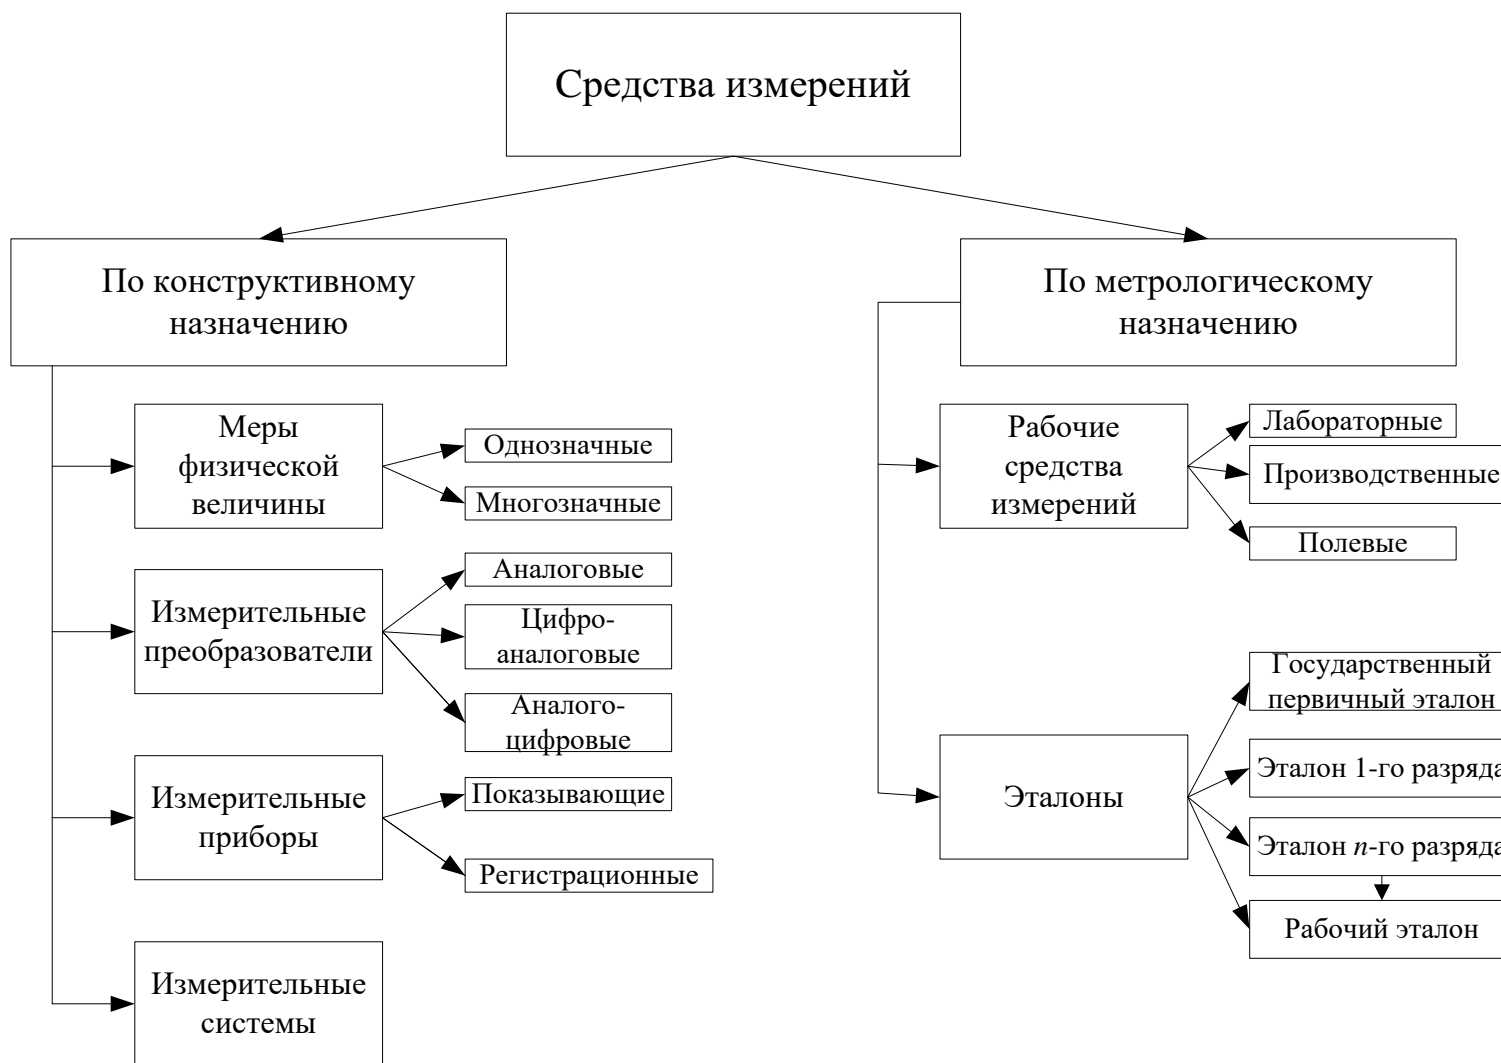 Средства измерений
По конструктивному
назначению
Меры
физической
величины
Однозначные
Многозначные
Измерительные
преобразователи
Аналоговые
Цифро-
аналоговые
Аналого-
цифровые
Измерительные
приборы
Показывающие
Регистрационные
Измерительные
системы
По метрологическому
назначению
Рабочие
средства
измерений
Лабораторные
Производственные
Полевые
Эталоны
Государственный
первичный эталон
Эталон 1-го разряда
Эталон n-го разряда
Рабочий эталон